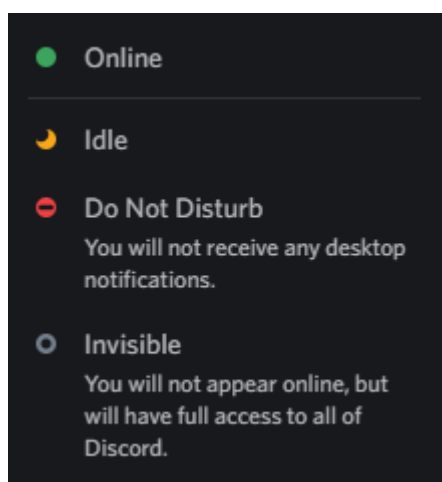 Online
Idle
Do Not Disturb
You will not receive any desktop
notifications.
Invisible
You will not appear online, but
will have full access to all of
Discord.